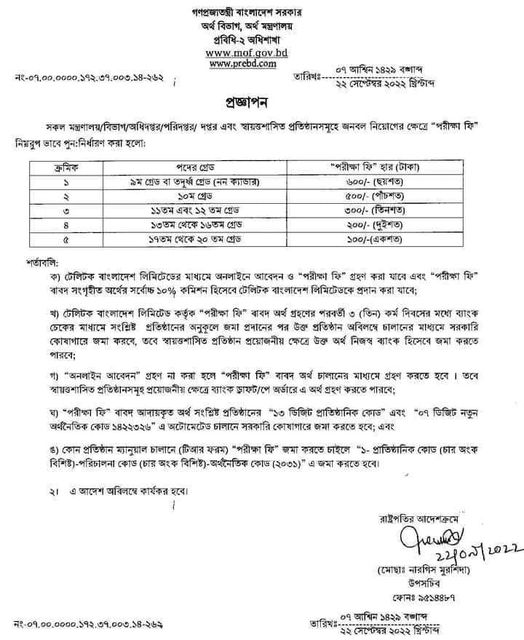 গণপ্রজাতন্ত্রী বাংলাদেশ সরকার
অর্থ বিভাগ, অর্থ মন্ত্রণালয়
প্রবিধি-২ অধিশাখা
www.mof.gov.bd
www.prebd.com
নং-০৭.০০.০০০০.১৭২.৩৭.০০৩.১৪-২৬২
তারিখঃ- ০৭ আশ্বিন ১৪২৯ বঙ্গাব্দ
২২ সেপ্টেম্বর ২০২২ খ্রিস্টাব্দ
প্রজ্ঞাপন
সকল মন্ত্রণালয়/বিভাগ/অধিদপ্তর/পরিদপ্তর/ দপ্তর এবং স্বায়ত্তশাসিত প্রতিষ্ঠানসমূহে জনবল নিয়োগের ক্ষেত্রে “পরীক্ষা ফি”
নিম্নরুপ ভাবে পুন:নির্ধারণ করা হলো:
ক্রমিক পদের গ্রেড “পরীক্ষা ফি” হার (টাকা)
১ ৯ম গ্রেড বা তদুর্ধ্ব গ্রেড (নন ক্যাডার) ৬০০/- (ছয়শত)
২ ১০ম গ্রেড ৫০০/- (পাঁচশত)
৩ ১১তম এবং ১২ তম গ্রেড ৩০০/- (তিনশত)
৪ ১৩তম থেকে ১৬তম গ্রেড ২০০/- (দুইশত)
৫ ১৭তম থেকে ২০ তম গ্রেড ১০০/-(একশত)
শর্তাবলি:
ক) টেলিটক বাংলাদেশ লিমিটেডের মাধ্যমে অনলাইনে আবেদন ও “পরীক্ষা ফি” গ্রহণ করা যাবে এবং “পরীক্ষা ফি”
বাবদ সংগৃহীত অর্থের সর্বোচ্চ ১০% কমিশন হিসেবে টেলিটক বাংলাদেশ লিমিটেডকে প্রদান করা যাবে;
খ) টেলিটক বাংলাদেশ লিমিটেড কর্তৃক “পরীক্ষা ফি” বাবদ অর্থ গ্রহণের পরবর্তী ৩ (তিন) কর্ম দিবসের মধ্যে ব্যাংক
চেকের মাধ্যমে সংশ্লিষ্ট প্রতিষ্ঠানের অনুকূলে জমা প্রদানের পর উক্ত প্রতিষ্ঠান অবিলম্বে চালানের মাধ্যমে সরকারি
কোষাগারে জমা করবে, তবে স্বায়ত্তশাসিত প্রতিষ্ঠান প্রয়োজনীয় ক্ষেত্রে উক্ত অর্থ নিজস্ব ব্যাংক হিসেবে জমা করতে
পারবে;
গ) “অনলাইন আবেদন” গ্রহণ না করা হলে “পরীক্ষা ফি” বাবদ অর্থ চালানের মাধ্যমে গ্রহণ করতে হবে । তবে
স্বায়ত্তশাসিত প্রতিষ্ঠানসমূহ প্রয়োজনীয় ক্ষেত্রে ব্যাংক ড্রাফট/পে অর্ডারে এ অর্থ গ্রহণ করতে পারবে;
ঘ) “পরীক্ষা ফি” বাবদ আদায়কৃত অর্থ সংশ্লিষ্ট প্রতিষ্ঠানের “১৩ ডিজিট প্রাতিষ্ঠানিক কোড” এবং “০৭ ডিজিট নতুন
অর্থনৈতিক কোড ১৪২২৩২৬” এ অটোমেটেড চালানে সরকারি কোষাগারে জমা করতে হবে; এবং
ঙ) কোন প্রতিষ্ঠান ম্যানুয়াল চালানে (টিআর ফরম) “পরীক্ষা ফি” জমা করতে চাইলে “১- প্রাতিষ্ঠানিক কোড (চার অংক
বিশিষ্ট)-পরিচালনা কোড (চার অংক বিশিষ্ট)-অর্থনৈতিক কোড (২০৩১)” এ জমা করতে হবে।
২। এ আদেশ অবিলম্বে কার্যকর হবে।
রাষ্ট্রপতির আদেশক্রমে
২২/০৯/২০২২
(মোছাঃ নারগিস মুরশিদা)
উপসচিব
ফোনঃ ৯৫১৪৪৮৭
নং-০৭.০০.০০০০.১৭২.৩৭.০০৩.১৪-২৬২
তারিখঃ- ০৭ আশ্বিন ১৪২৯ বঙ্গাব্দ
২২ সেপ্টেম্বর ২০২২ খ্রিস্টাব্দ